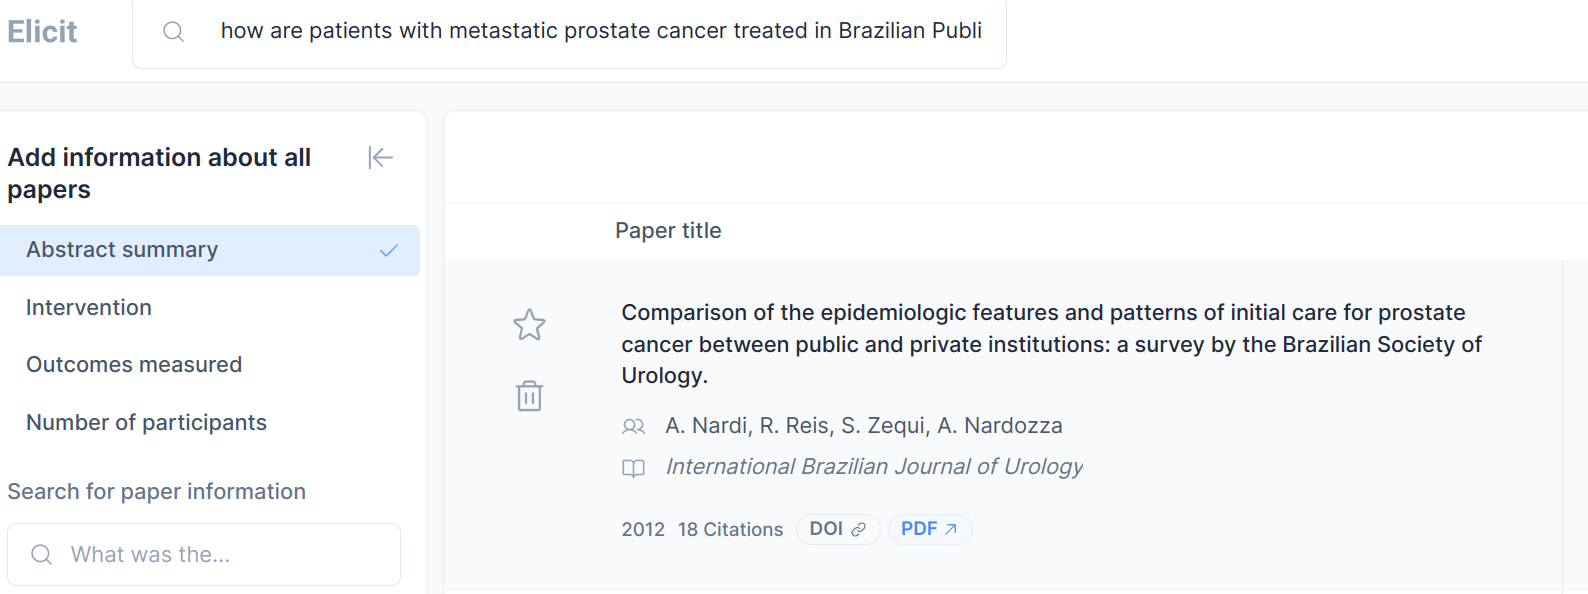 Elicit
how are patients with metastatic prostate cancer treated in Brazilian Publi
Add information about all
papers
Abstract summary
Intervention
Outcomes measured
Number of participants
Search for paper information
What was the...
Paper title
Comparison of the epidemiologic features and patterns of initial care for prostate
cancer between public and private institutions: a survey by the Brazilian Society of
Urology.
A. Nardi, R. Reis, S. Zequi, A. Nardozza
International Brazilian Journal of Urology
2012 18 Citations DOI PDF